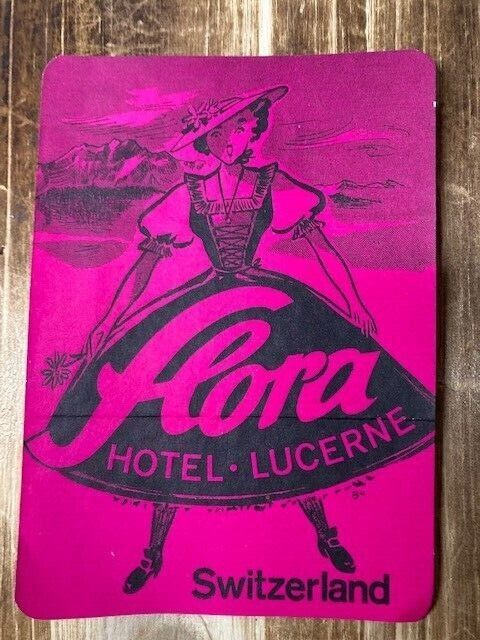 Flora
HOTEL · LUCERNE
Switzerland